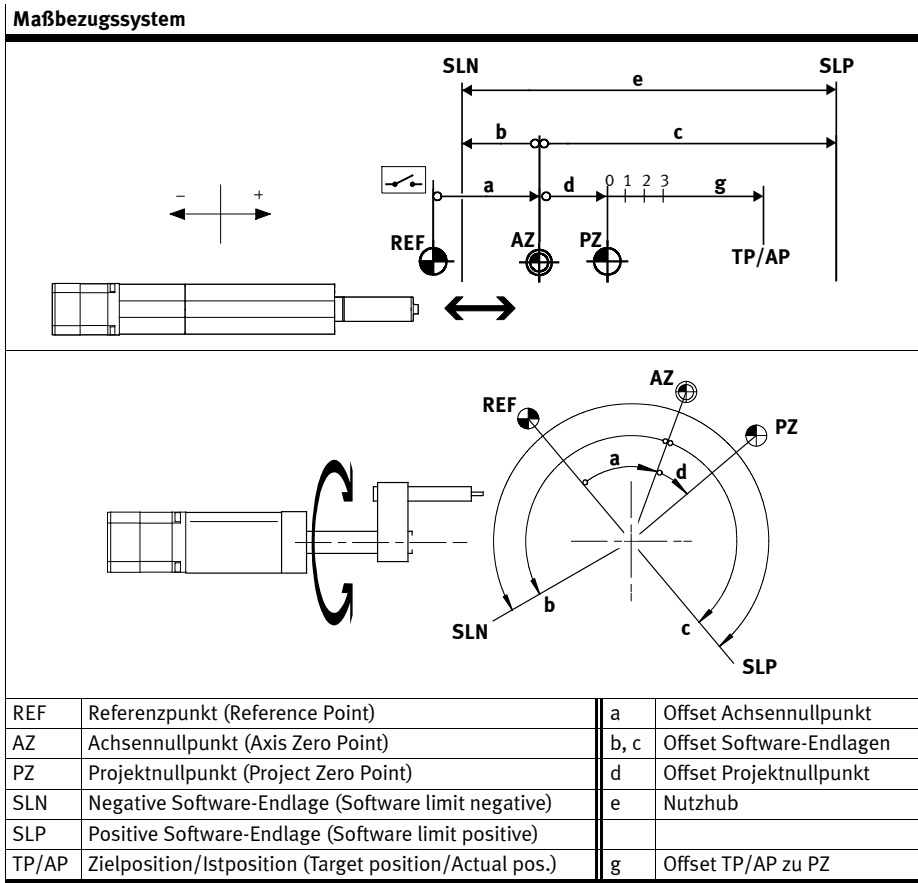 Maßbezugssystem
SLN SLP
e
b c
0 1 2 3
a d g
– +
REF AZ PZ TP/AP
AZ
REF PZ
a d
b c
SLN
SLP
REF Referenzpunkt (Reference Point) a Offset Achsennullpunkt
AZ Achsennullpunkt (Axis Zero Point) b, c Offset Software-Endlagen
PZ Projektnullpunkt (Project Zero Point) d Offset Projektnullpunkt
SLN Negative Software-Endlage (Software limit negative) e Nutzhub
SLP Positive Software-Endlage (Software limit positive)
TP/AP Zielposition/Istposition (Target position/Actual pos.) g Offset TP/AP zu PZ